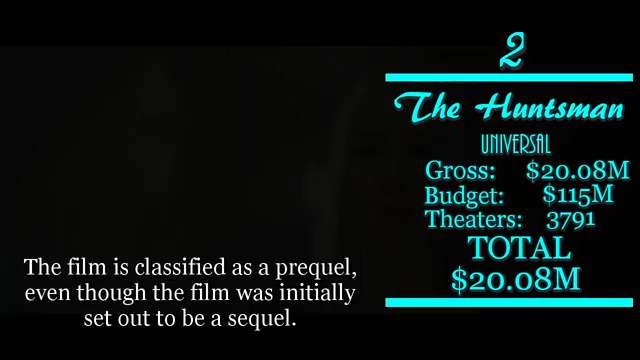 2
The Huntsman
UNIVERSAL
Gross: $20.08M
Budget: $115M
Theaters: 3791
TOTAL
$20.08M
The film is classified as a prequel,
even though the film was initially
set out to be a sequel.